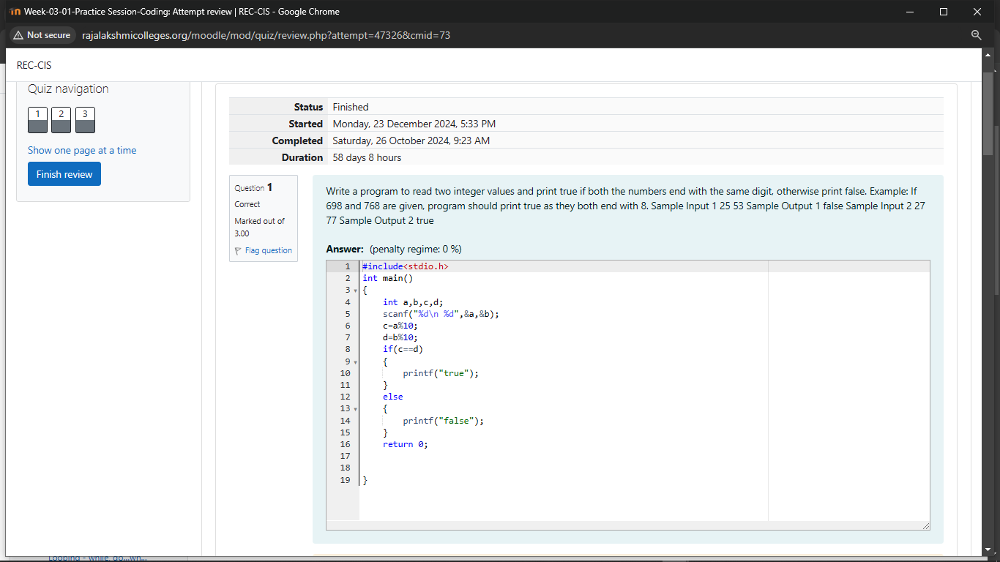 Week-03-01-Practice Session-Coding: Attempt review | REC-CIS - Google Chrome
Not secure rajalakshmicolleges.org/moodle/mod/quiz/review.php?attempt=47326&cmid=73
REC-CIS
Quiz navigation
1 2 3
Show one page at a time
Finish review
Status Finished
Started Monday, 23 December 2024, 5:33 PM
Completed Saturday, 26 October 2024, 9:23 AM
Duration 58 days 8 hours
Question 1
Correct
Marked out of
3.00
Flag question
Write a program to read two integer values and print true if both the numbers end with the same digit, otherwise print false. Example: If
698 and 768 are given, program should print true as they both end with 8. Sample Input 1 25 53 Sample Output 1 false Sample Input 2 27
77 Sample Output 2 true
Answer: (penalty regime: 0 %)
1 #include<stdio.h>
2 int main()
3 {
4 int a,b,c,d;
5 scanf("%d\n %d",&a,&b);
6 c=a%10;
7 d=b%10;
8 if(c==d)
9 {
10 printf("true");
11 }
12 else
13 {
14 printf("false");
15 }
16 return 0;
17
18
19 }
Looping - while, do...wh...